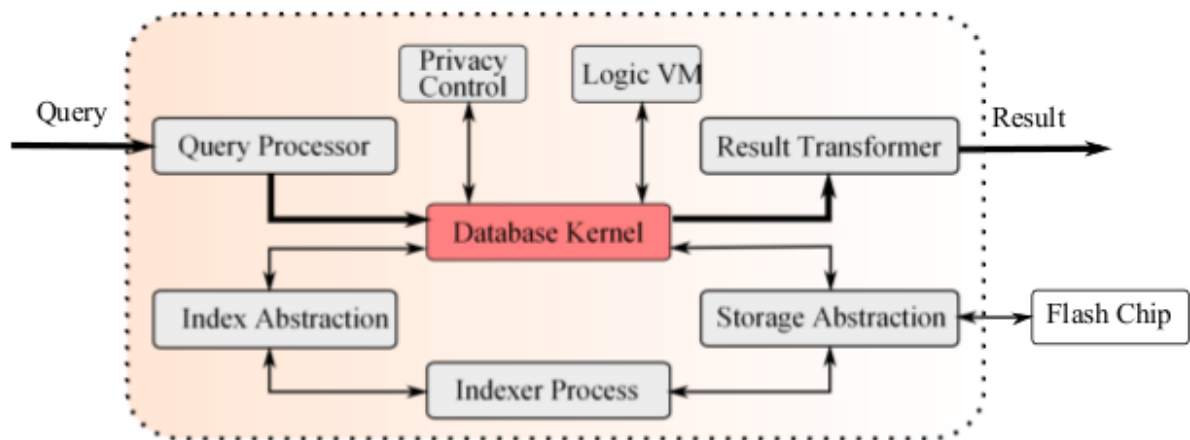 Privacy
Control
Logic VM
Query
Query Processor
Result Transformer
Result
Database Kernel
Index Abstraction
Storage Abstraction
Flash Chip
Indexer Process